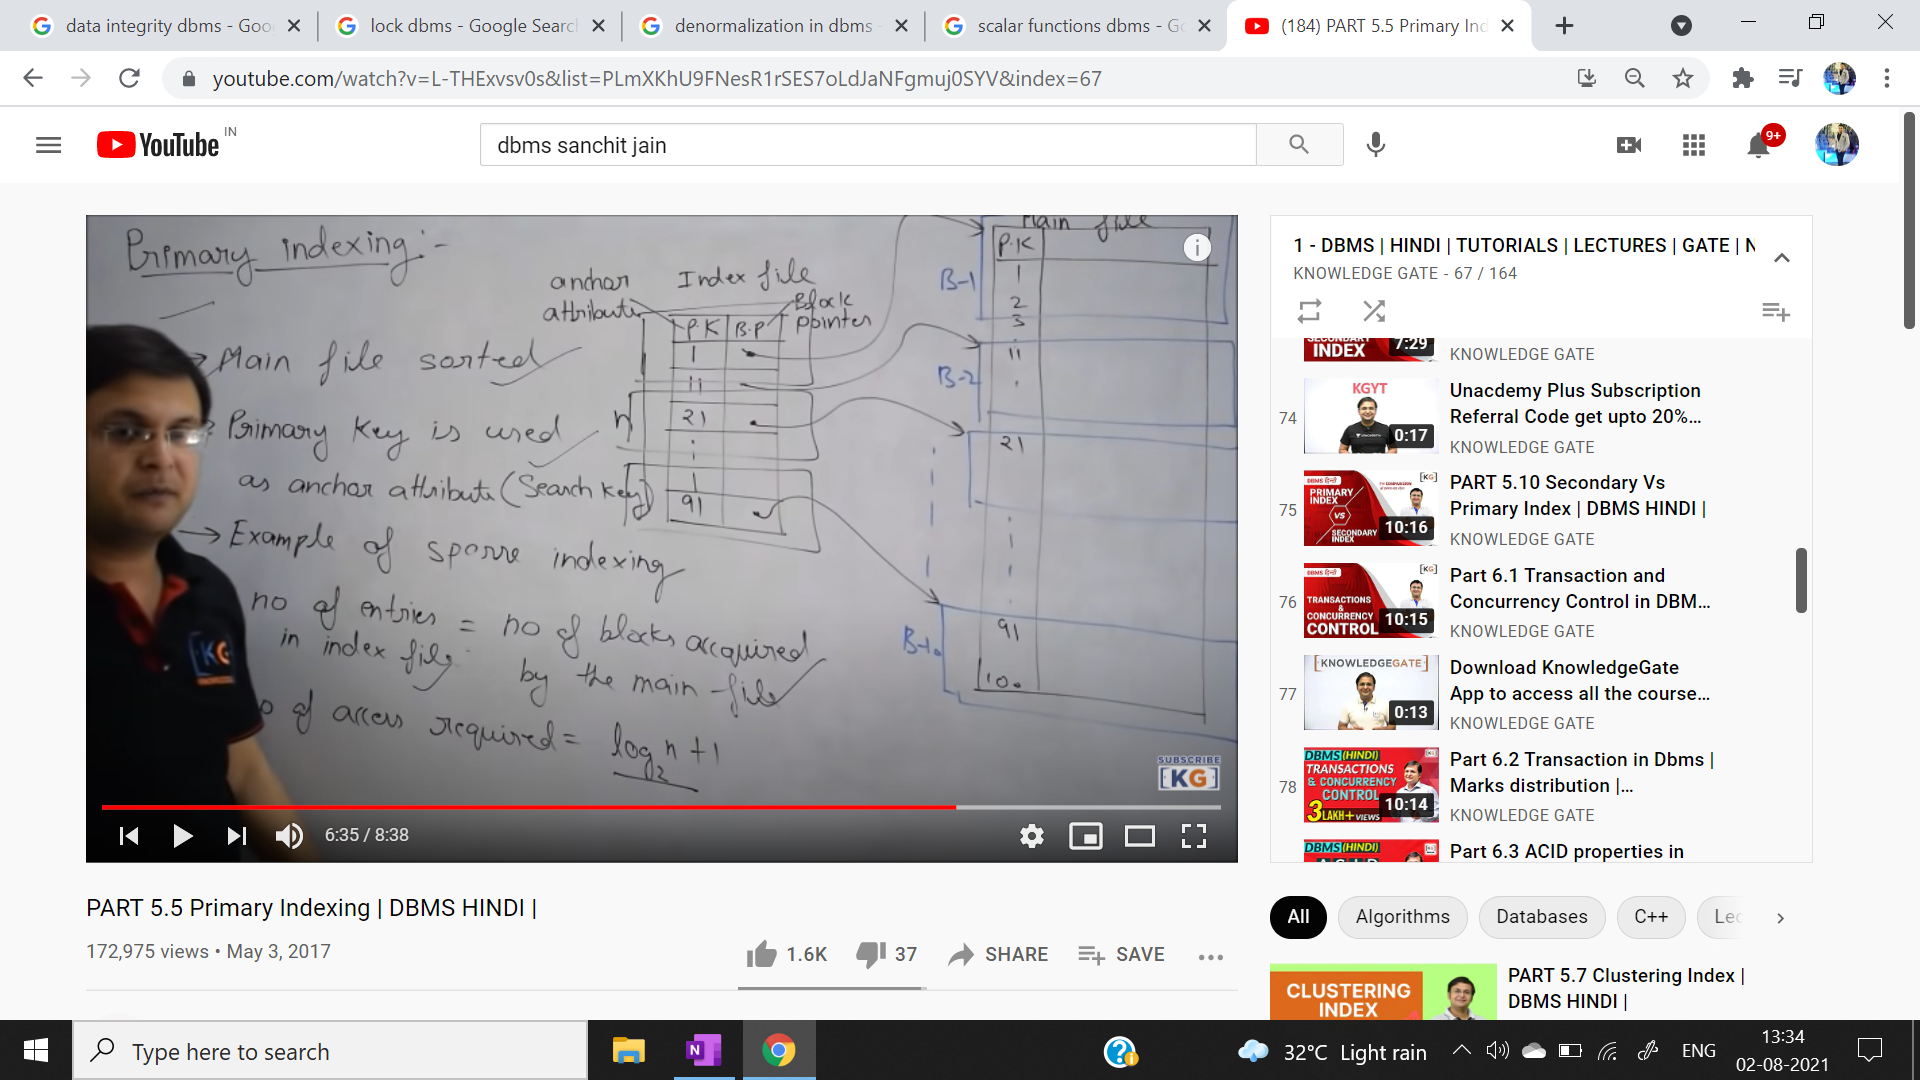 data integrity dbms - Goo
lock dbms - Google Search
denormalization in dbms -
scalar functions dbms - Go
(184) PART 5.5 Primary Ind
youtube.com/watch?v=L-THExvsv0s&list=PLmXKhU9FNesR1rSES7oLdJaNFgmuj0SYV&index=67
YouTube IN
dbms sanchit jain
9+
Primary indexing :-
Main file sorted
Primary Key is used
as anchor attribute (Search Key)
Example of sparse indexing
no of entries = no of blocks acquired
in index file by the main file
o of access required = log2 n + 1
anchor
attribute
Index file
Block
pointer
P.K B.P
1
11
21
91
n
Main file
P.K
B-1
1
2
3
B-2
11
21
91
B-10
100
KG
SUBSCRIBE
[KG]
6:35 / 8:38
PART 5.5 Primary Indexing | DBMS HINDI |
172,975 views • May 3, 2017
1.6K
37
SHARE
SAVE
1 - DBMS | HINDI | TUTORIALS | LECTURES | GATE | N
KNOWLEDGE GATE - 67 / 164
INDEX
7:29
KNOWLEDGE GATE
74
KGYT
0:17
Unacdemy Plus Subscription
Referral Code get upto 20%...
KNOWLEDGE GATE
75
PRIMARY
INDEX
VS
SECONDARY
INDEX
[KG]
10:16
PART 5.10 Secondary Vs
Primary Index | DBMS HINDI |
KNOWLEDGE GATE
76
DBMS हिन्दी
TRANSACTIONS
&
CONCURRENCY
CONTROL
[KG]
10:15
Part 6.1 Transaction and
Concurrency Control in DBM...
KNOWLEDGE GATE
77
[KNOWLEDGEGATE]
0:13
Download KnowledgeGate
App to access all the course...
KNOWLEDGE GATE
78
DBMS(HINDI)
TRANSACTIONS
& CONCURRENCY
CONTROL
3 LAKH+ VIEWS
10:14
Part 6.2 Transaction in Dbms |
Marks distribution |...
KNOWLEDGE GATE
DBMS(HINDI)
Part 6.3 ACID properties in
All
Algorithms
Databases
C++
Lec
CLUSTERING
INDEX
PART 5.7 Clustering Index |
DBMS HINDI |
Type here to search
32°C Light rain
ENG
13:34
02-08-2021